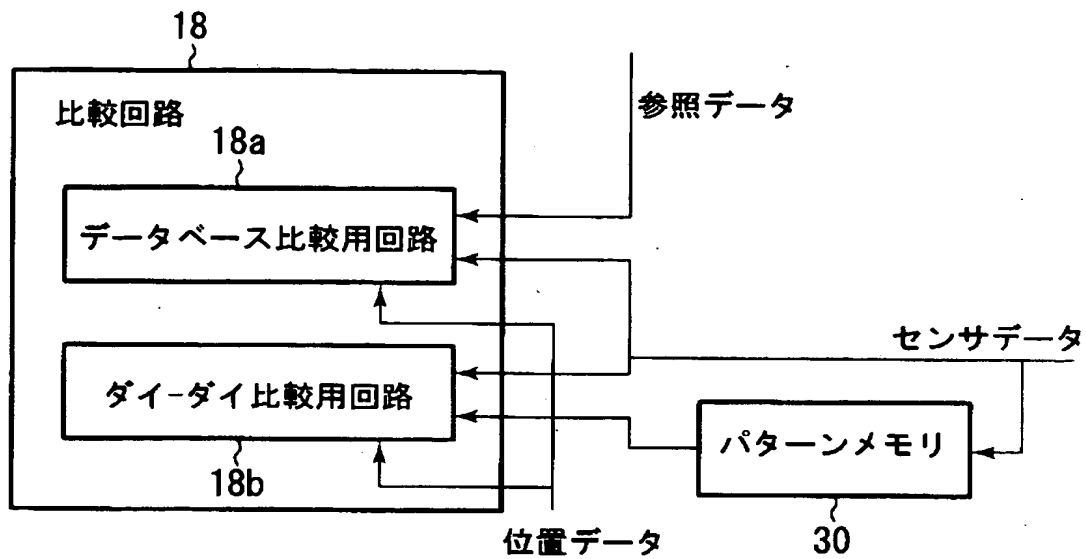 18
比較回路
参照データ
18a
データベース比較用回路
センサデータ
ダイ-ダイ比較用回路
パターンメモリ
18b
位置データ
30